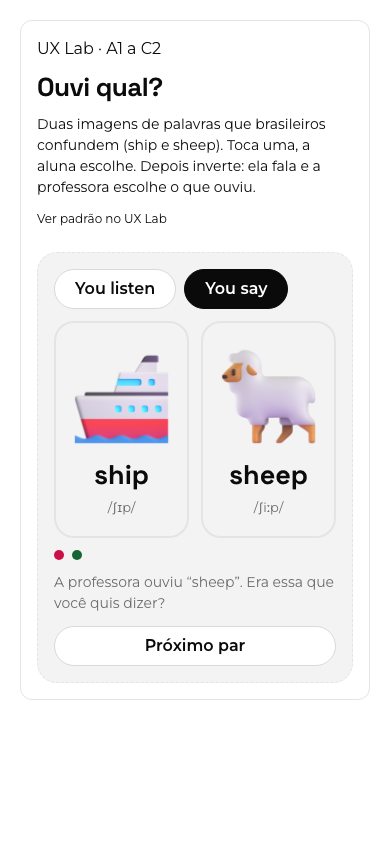 UX Lab · A1 a C2
Ouvi qual?
Duas imagens de palavras que brasileiros
confundem (ship e sheep). Toca uma, a
aluna escolhe. Depois inverte: ela fala e a
professora escolhe o que ouviu.
Ver padrão no UX Lab
You listen
You say
ship
/ʃɪp/
sheep
/ʃiːp/
A professora ouviu “sheep”. Era essa que
você quis dizer?
Próximo par